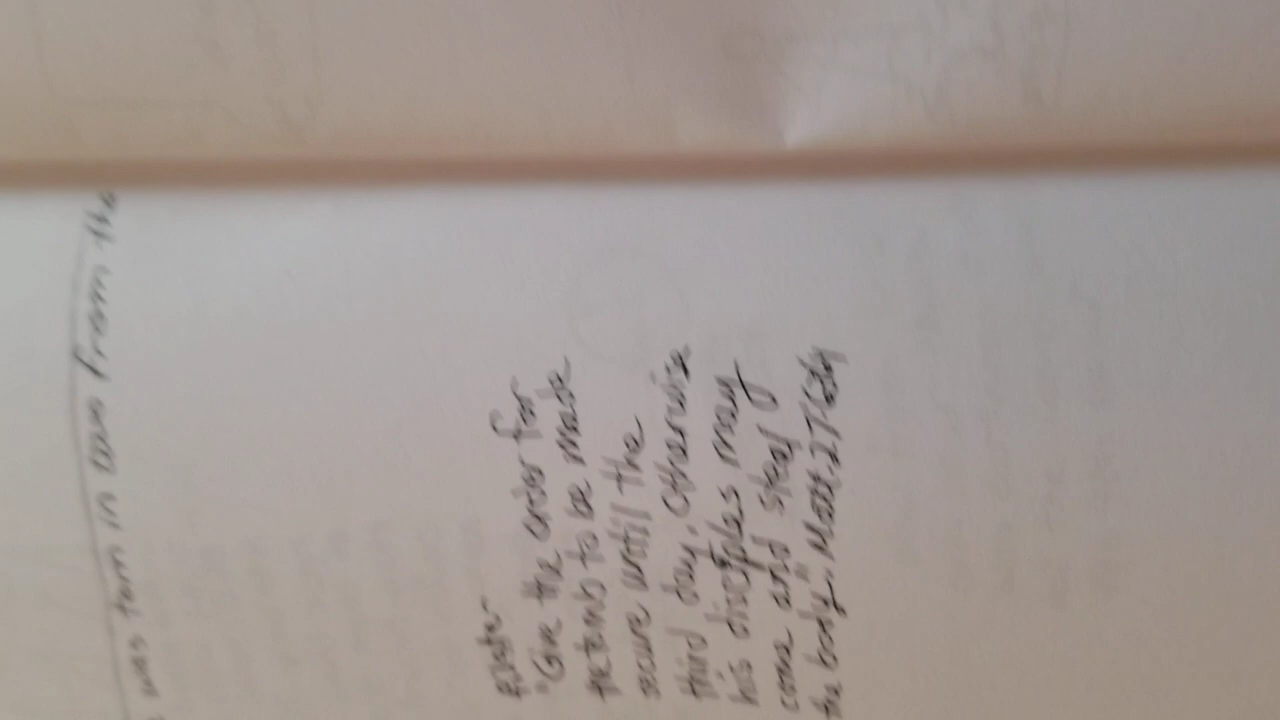 was torn in two from the
"Give the order for
the tomb to be made
secure until the
third day. Otherwise
his disciples may
come and steal
the body." Matt. 27/64